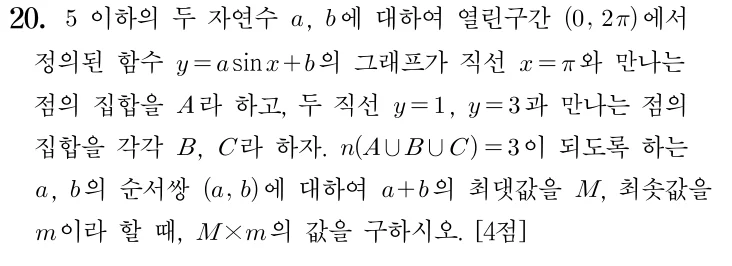 20. 5 이하의 두 자연수 a, b에 대하여 열린구간 (0, 2π)에서
정의된 함수 y=asinx+b의 그래프가 직선 x=π와 만나는
점의 집합을 A라 하고, 두 직선 y=1, y=3과 만나는 점의
집합을 각각 B, C라 하자. n(A∪B∪C)=3이 되도록 하는
a, b의 순서쌍 (a, b)에 대하여 a+b의 최댓값을 M, 최솟값을
m이라 할 때, M×m의 값을 구하시오. [4점]